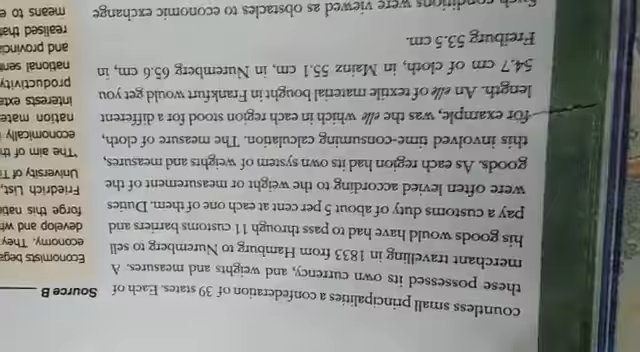 countless small principalities a confederation of 39 states. Each of
these possessed its own currency, and weights and measures. A
merchant travelling in 1833 from Hamburg to Nuremberg to sell
his goods would have had to pass through 11 customs barriers and
pay a customs duty of about 5 per cent at each one of them. Duties
were often levied according to the weight or measurement of the
goods. As each region had its own system of weights and measures,
this involved time-consuming calculation. The measure of cloth,
for example, was the elle which in each region stood for a different
length. An elle of textile material bought in Frankfurt would get you
54.7 cm of cloth, in Mainz 55.1 cm, in Nuremberg 65.6 cm, in
Freiburg 53.5 cm.
Such conditions were viewed as obstacles to economic exchange
Source B
Economists bega
economy. They
develop and wh
forge this nati
Friedrich List,
University of T
'The aim of th
economically
nation mate
interests exte
productivity
national sent
and provincia
realised that
means to e